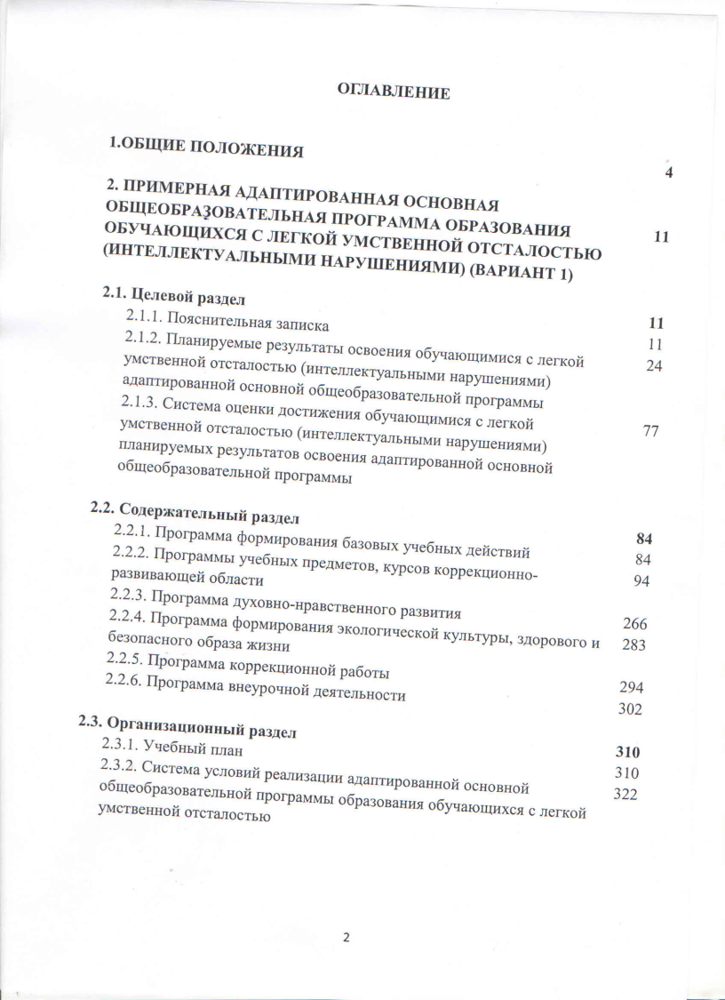 ОГЛАВЛЕНИЕ
1.ОБЩИЕ ПОЛОЖЕНИЯ 4
2. ПРИМЕРНАЯ АДАПТИРОВАННАЯ ОСНОВНАЯ
ОБЩЕОБРАЗОВАТЕЛЬНАЯ ПРОГРАММА ОБРАЗОВАНИЯ
ОБУЧАЮЩИХСЯ С ЛЕГКОЙ УМСТВЕННОЙ ОТСТАЛОСТЬЮ 11
(ИНТЕЛЛЕКТУАЛЬНЫМИ НАРУШЕНИЯМИ) (ВАРИАНТ 1)
2.1. Целевой раздел 11
2.1.1. Пояснительная записка 11
2.1.2. Планируемые результаты освоения обучающимися с легкой 24
умственной отсталостью (интеллектуальными нарушениями)
адаптированной основной общеобразовательной программы
2.1.3. Система оценки достижения обучающимися с легкой 77
умственной отсталостью (интеллектуальными нарушениями)
планируемых результатов освоения адаптированной основной
общеобразовательной программы
2.2. Содержательный раздел 84
2.2.1. Программа формирования базовых учебных действий 84
2.2.2. Программы учебных предметов, курсов коррекционно- 94
развивающей области
2.2.3. Программа духовно-нравственного развития 266
2.2.4. Программа формирования экологической культуры, здорового и 283
безопасного образа жизни
2.2.5. Программа коррекционной работы 294
2.2.6. Программа внеурочной деятельности 302
2.3. Организационный раздел 310
2.3.1. Учебный план 310
2.3.2. Система условий реализации адаптированной основной 322
общеобразовательной программы образования обучающихся с легкой
умственной отсталостью
2